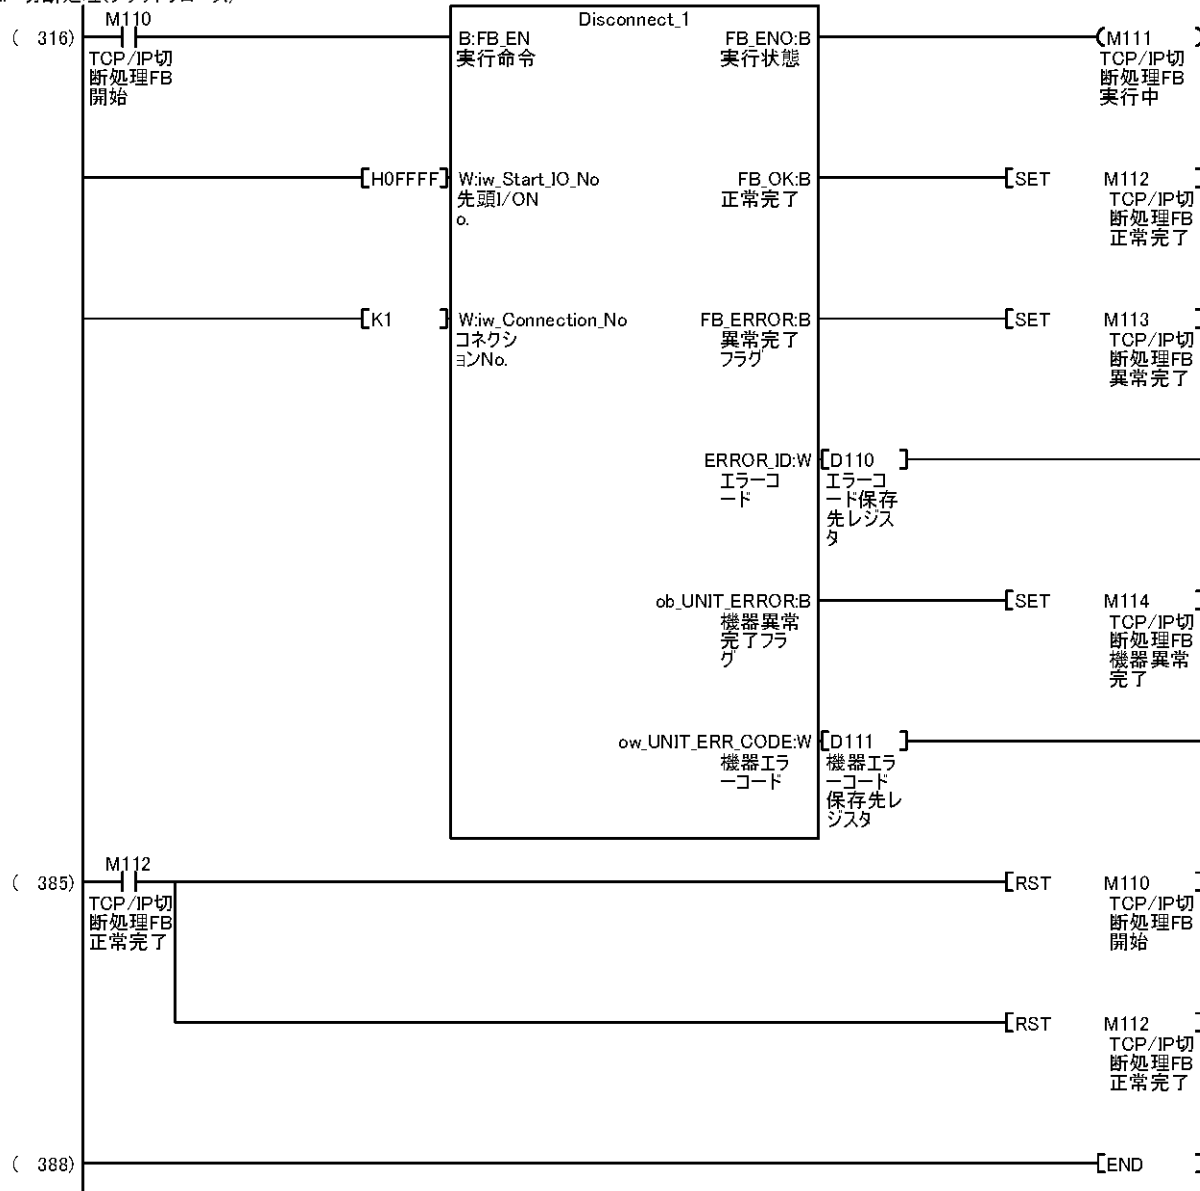 M110
Disconnect_1
( 316)
B:FB_EN
FB_ENO:B
(M111
TCP/IP切
断処理FB
開始
実行命令
実行状態
TCP/IP切
断処理FB
実行中
[H0FFFF]
W:iw_Start_IO_No
先頭I/ON
o.
FB_OK:B
正常完了
[SET M112
TCP/IP切
断処理FB
正常完了
[K1 ]
W:iw_Connection_No
コネクシ
ョンNo.
FB_ERROR:B
異常完了
フラグ
[SET M113
TCP/IP切
断処理FB
異常完了
ERROR_ID:W
エラーコ
ード
[D110 ]
エラーコ
ード保存
先レジス
タ
ob_UNIT_ERROR:B
機器異常
完了フラ
グ
[SET M114
TCP/IP切
断処理FB
機器異常
完了
ow_UNIT_ERR_CODE:W
機器エラ
ーコード
[D111 ]
機器エラ
ーコード
保存先レ
ジスタ
M112
( 385)
TCP/IP切
断処理FB
正常完了
[RST M110
TCP/IP切
断処理FB
開始
[RST M112
TCP/IP切
断処理FB
正常完了
( 388)
[END ]